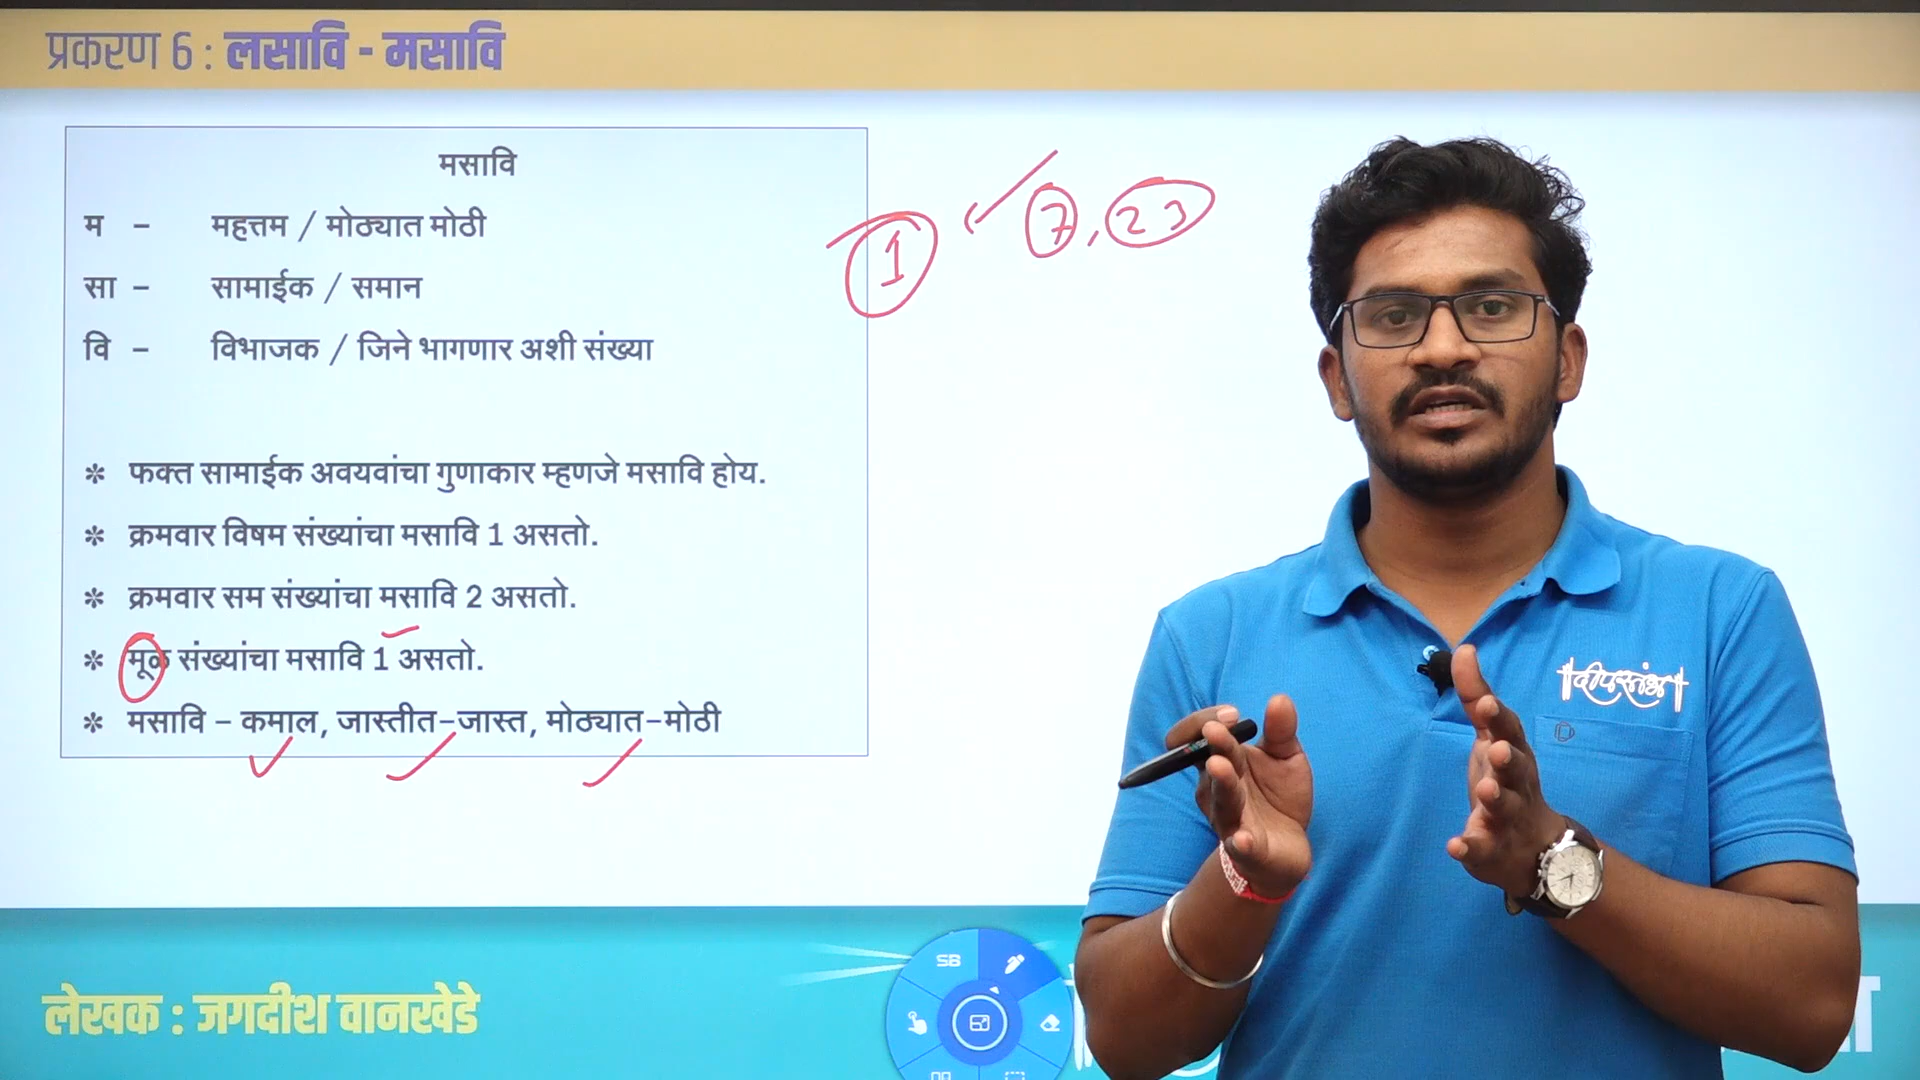 प्रकरण 6 : लसावि - मसावि
मसावि
म - महत्तम / मोठ्यात मोठी
सा - सामाईक / समान
वि - विभाजक / जिने भागणार अशी संख्या
* फक्त सामाईक अवयवांचा गुणाकार म्हणजे मसावि होय.
* क्रमवार विषम संख्यांचा मसावि 1 असतो.
* क्रमवार सम संख्यांचा मसावि 2 असतो.
* मूळ संख्यांचा मसावि 1 असतो.
* मसावि - कमाल, जास्तीत-जास्त, मोठ्यात-मोठी
1
7, 23
दीपस्तंभ
SB
लेखक : जगदीश वानखेडे